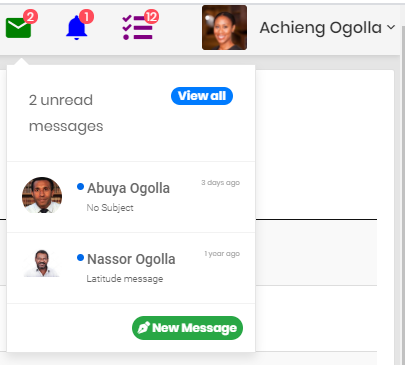 2 1 12 Achieng Ogolla
2 unread View all
messages
Abuya Ogolla 3 days ago
No Subject
Nassor Ogolla 1 year ago
Latitude message
New Message